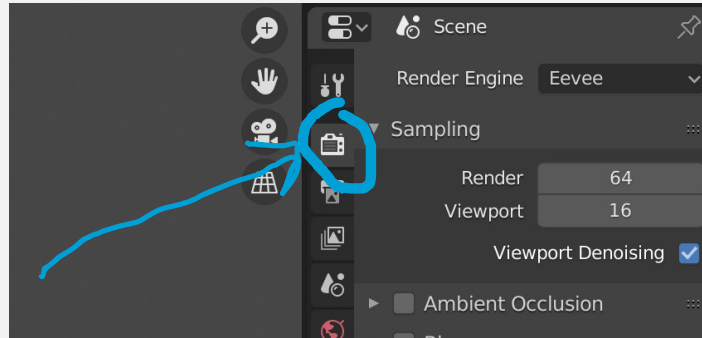 Scene
Render Engine Eevee
Sampling
Render 64
Viewport 16
Viewport Denoising
Ambient Occlusion